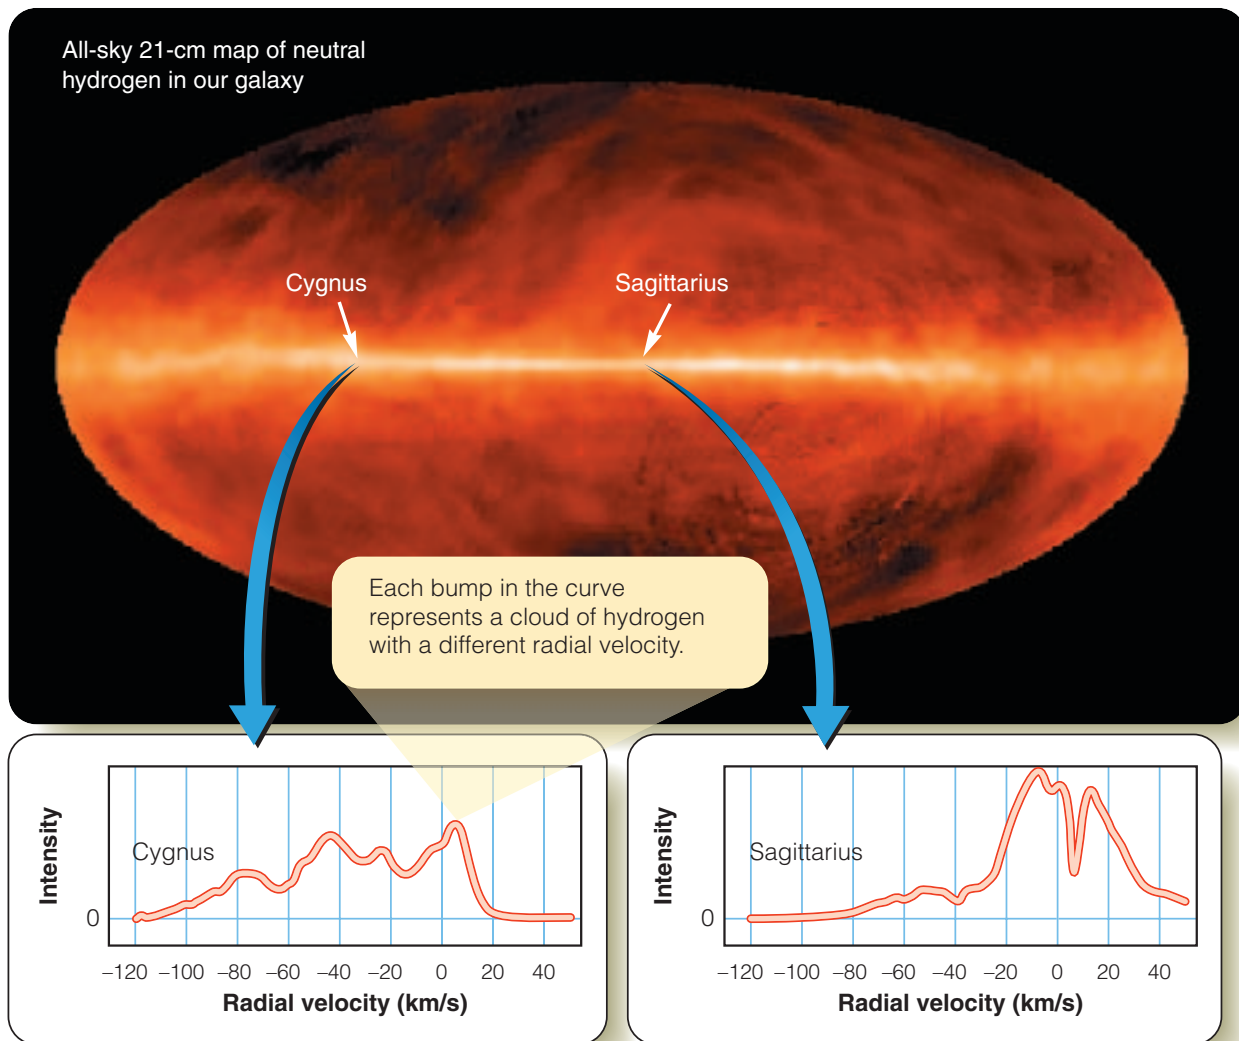 All-sky 21-cm map of neutral
hydrogen in our galaxy
Cygnus
Sagittarius
Each bump in the curve
represents a cloud of hydrogen
with a different radial velocity.
Intensity
Cygnus
0
−120 −100 −80 −60 −40 −20 0 20 40
Radial velocity (km/s)
Intensity
Sagittarius
0
−120 −100 −80 −60 −40 −20 0 20 40
Radial velocity (km/s)